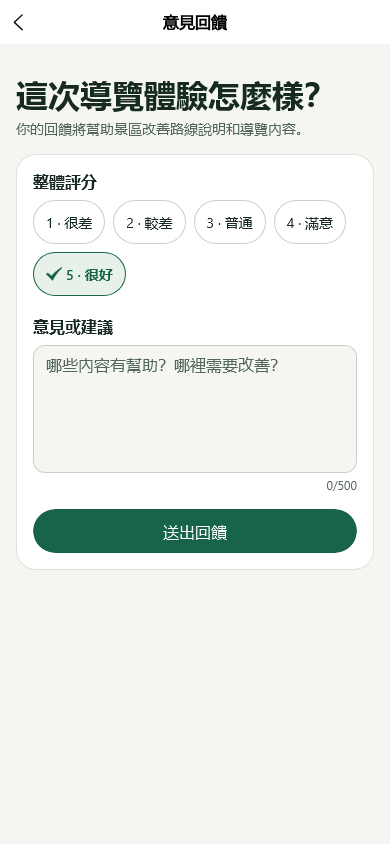 意見回饋
這次導覽體驗怎麼樣？
你的回饋將幫助景區改善路線說明和導覽內容。
整體評分
1 · 很差
2 · 較差
3 · 普通
4 · 滿意
5 · 很好
意見或建議
哪些內容有幫助？哪裡需要改善？
0/500
送出回饋